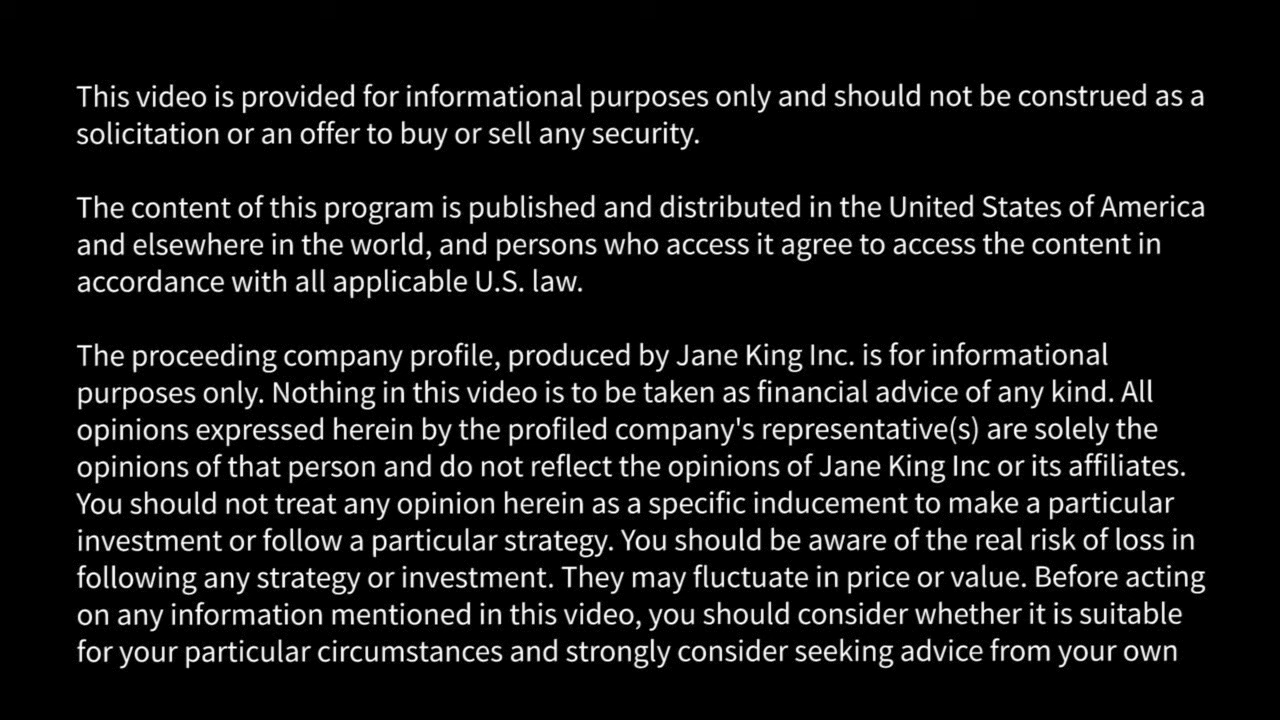 This video is provided for informational purposes only and should not be construed as a
solicitation or an offer to buy or sell any security.
The content of this program is published and distributed in the United States of America
and elsewhere in the world, and persons who access it agree to access the content in
accordance with all applicable U.S. law.
The proceeding company profile, produced by Jane King Inc. is for informational
purposes only. Nothing in this video is to be taken as financial advice of any kind. All
opinions expressed herein by the profiled company's representative(s) are solely the
opinions of that person and do not reflect the opinions of Jane King Inc or its affiliates.
You should not treat any opinion herein as a specific inducement to make a particular
investment or follow a particular strategy. You should be aware of the real risk of loss in
following any strategy or investment. They may fluctuate in price or value. Before acting
on any information mentioned in this video, you should consider whether it is suitable
for your particular circumstances and strongly consider seeking advice from your own